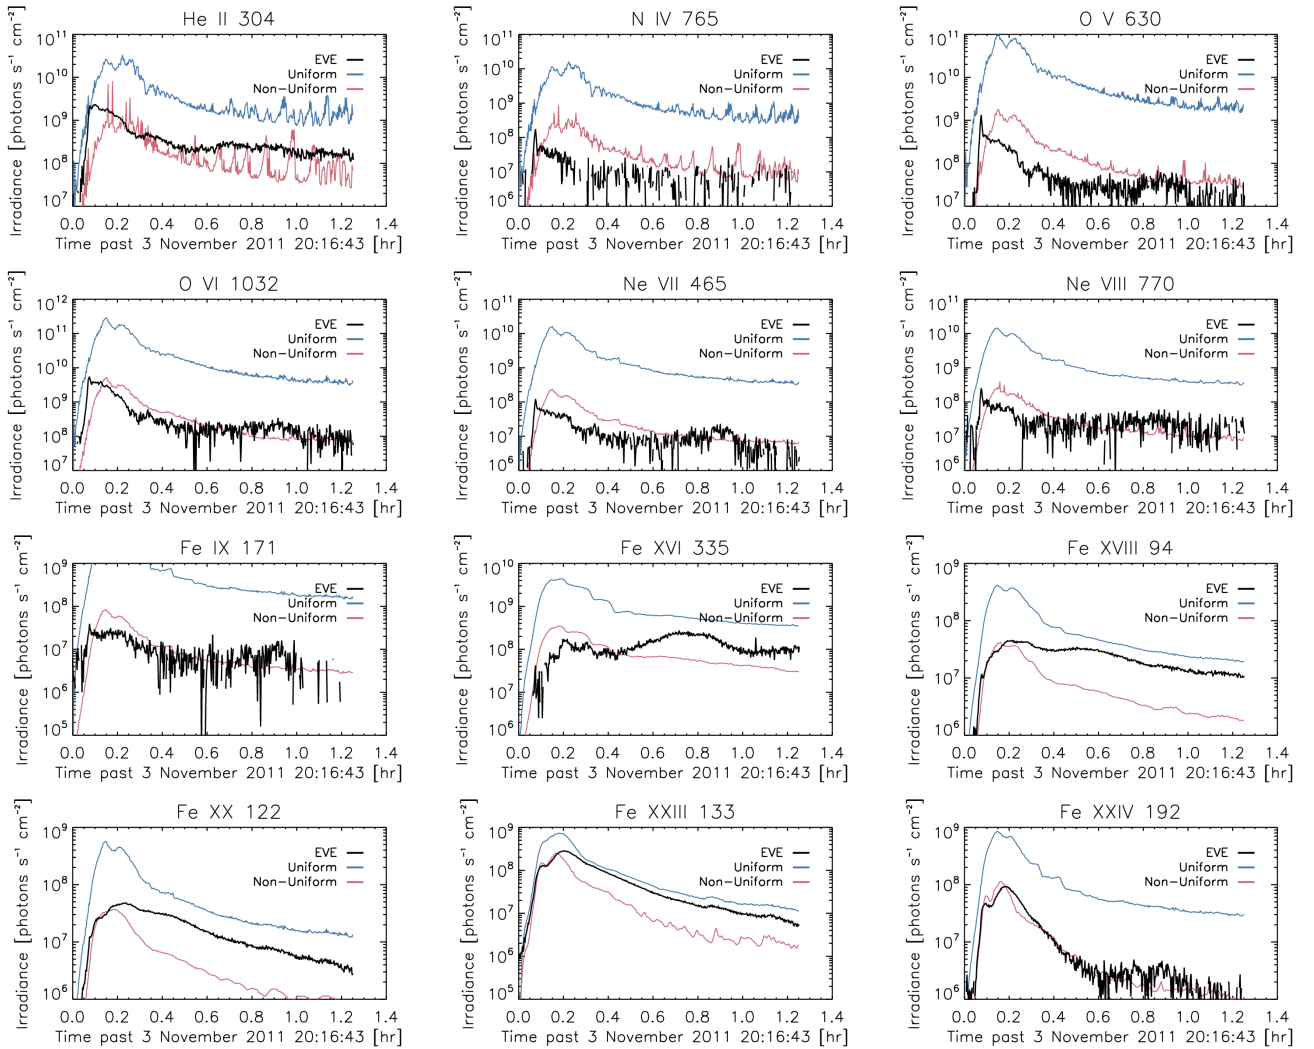 He II 304
Irradiance [photons s⁻¹ cm⁻²]
10¹¹
10¹⁰
10⁹
10⁸
10⁷
EVE
Uniform
Non-Uniform
0.0 0.2 0.4 0.6 0.8 1.0 1.2 1.4
Time past 3 November 2011 20:16:43 [hr]
N IV 765
Irradiance [photons s⁻¹ cm⁻²]
10¹¹
10¹⁰
10⁹
10⁸
10⁷
10⁶
EVE
Uniform
Non-Uniform
0.0 0.2 0.4 0.6 0.8 1.0 1.2 1.4
Time past 3 November 2011 20:16:43 [hr]
O V 630
Irradiance [photons s⁻¹ cm⁻²]
10¹¹
10¹⁰
10⁹
10⁸
10⁷
EVE
Uniform
Non-Uniform
0.0 0.2 0.4 0.6 0.8 1.0 1.2 1.4
Time past 3 November 2011 20:16:43 [hr]
O VI 1032
Irradiance [photons s⁻¹ cm⁻²]
10¹²
10¹¹
10¹⁰
10⁹
10⁸
10⁷
EVE
Uniform
Non-Uniform
0.0 0.2 0.4 0.6 0.8 1.0 1.2 1.4
Time past 3 November 2011 20:16:43 [hr]
Ne VII 465
Irradiance [photons s⁻¹ cm⁻²]
10¹¹
10¹⁰
10⁹
10⁸
10⁷
10⁶
EVE
Uniform
Non-Uniform
0.0 0.2 0.4 0.6 0.8 1.0 1.2 1.4
Time past 3 November 2011 20:16:43 [hr]
Ne VIII 770
Irradiance [photons s⁻¹ cm⁻²]
10¹¹
10¹⁰
10⁹
10⁸
10⁷
10⁶
EVE
Uniform
Non-Uniform
0.0 0.2 0.4 0.6 0.8 1.0 1.2 1.4
Time past 3 November 2011 20:16:43 [hr]
Fe IX 171
Irradiance [photons s⁻¹ cm⁻²]
10⁹
10⁸
10⁷
10⁶
10⁵
EVE
Uniform
Non-Uniform
0.0 0.2 0.4 0.6 0.8 1.0 1.2 1.4
Time past 3 November 2011 20:16:43 [hr]
Fe XVI 335
Irradiance [photons s⁻¹ cm⁻²]
10¹⁰
10⁹
10⁸
10⁷
10⁶
EVE
Uniform
Non-Uniform
0.0 0.2 0.4 0.6 0.8 1.0 1.2 1.4
Time past 3 November 2011 20:16:43 [hr]
Fe XVIII 94
Irradiance [photons s⁻¹ cm⁻²]
10⁹
10⁸
10⁷
10⁶
EVE
Uniform
Non-Uniform
0.0 0.2 0.4 0.6 0.8 1.0 1.2 1.4
Time past 3 November 2011 20:16:43 [hr]
Fe XX 122
Irradiance [photons s⁻¹ cm⁻²]
10⁹
10⁸
10⁷
10⁶
EVE
Uniform
Non-Uniform
0.0 0.2 0.4 0.6 0.8 1.0 1.2 1.4
Time past 3 November 2011 20:16:43 [hr]
Fe XXIII 133
Irradiance [photons s⁻¹ cm⁻²]
10⁹
10⁸
10⁷
10⁶
10⁵
EVE
Uniform
Non-Uniform
0.0 0.2 0.4 0.6 0.8 1.0 1.2 1.4
Time past 3 November 2011 20:16:43 [hr]
Fe XXIV 192
Irradiance [photons s⁻¹ cm⁻²]
10⁹
10⁸
10⁷
10⁶
EVE
Uniform
Non-Uniform
0.0 0.2 0.4 0.6 0.8 1.0 1.2 1.4
Time past 3 November 2011 20:16:43 [hr]